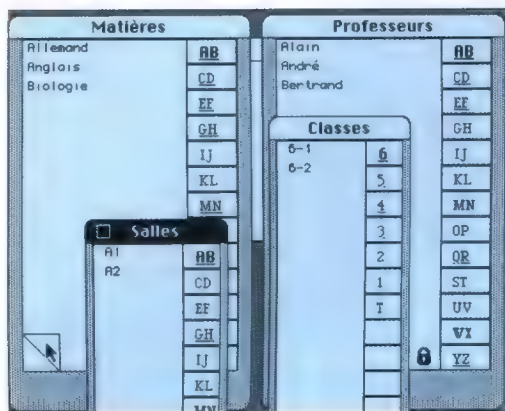 Matières
Allemand
Anglais
Biologie
AB
CD
EF
GH
IJ
KL
MN
Professeurs
Alain
André
Bertrand
AB
CD
EF
GH
IJ
KL
MN
OP
QR
ST
UV
YZ
Classes
6-1
6-2
6
5
4
3
2
1
T
Salles
A1
A2
AB
CD
EF
GH
IJ
KL
MN